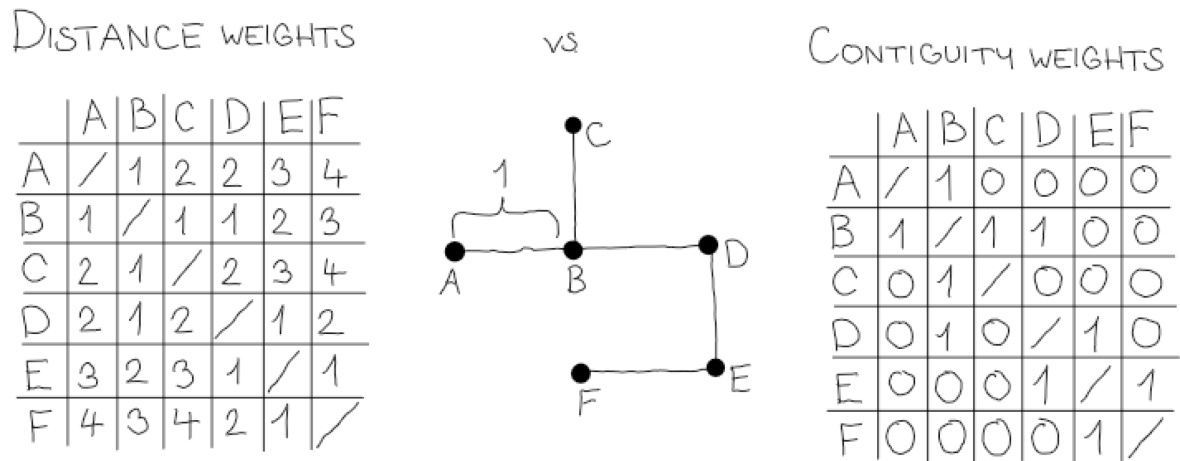 DISTANCE WEIGHTS
vs
CONTIGUITY WEIGHTS
A B C D E F
A / 1 2 2 3 4
B 1 / 1 1 2 3
C 2 1 / 2 3 4
D 2 1 2 / 1 2
E 3 2 3 1 / 1
F 4 3 4 2 1 /
C
1
A
B
D
F
E
A B C D E F
A / 1 0 0 0 0
B 1 / 1 1 0 0
C 0 1 / 0 0 0
D 0 1 0 / 1 0
E 0 0 0 1 / 1
F 0 0 0 0 1 /